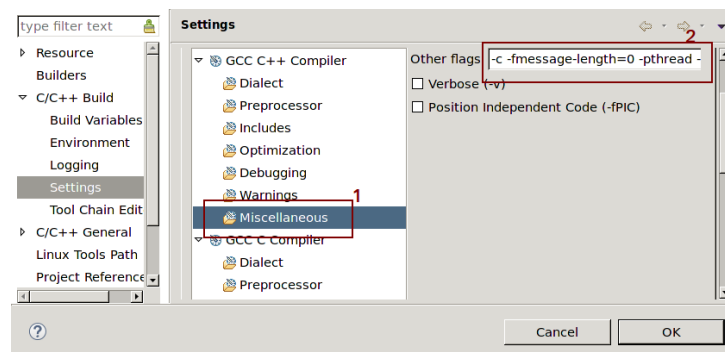 type filter text
Settings
2
Resource
Builders
C/C++ Build
Build Variables
Environment
Logging
Settings
Tool Chain Edit
C/C++ General
Linux Tools Path
Project Reference
GCC C++ Compiler
Dialect
Preprocessor
Includes
Optimization
Debugging
Warnings
1
Miscellaneous
GCC C Compiler
Dialect
Preprocessor
Other flags -c -fmessage-length=0 -pthread -
Verbose (-v)
Position Independent Code (-fPIC)
?
Cancel
OK